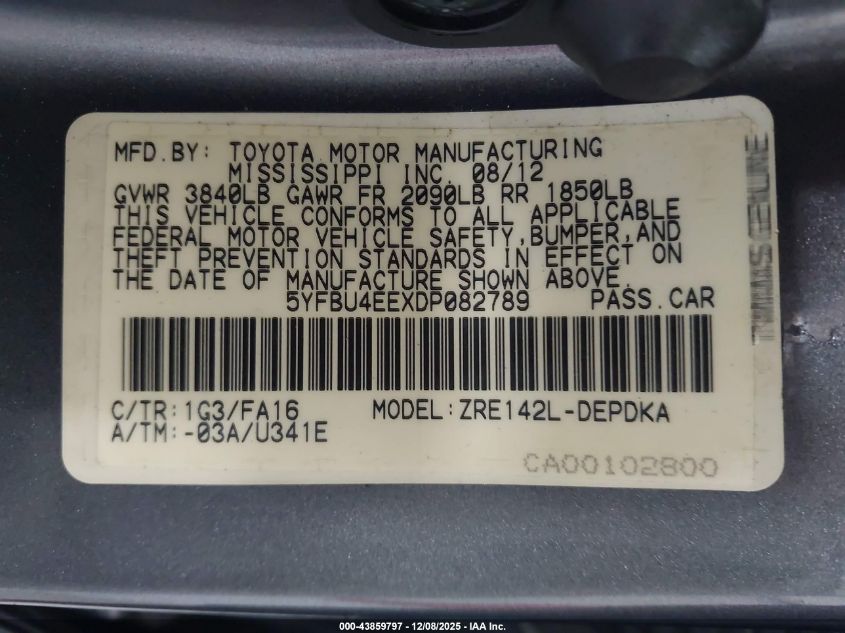 MFD.BY: TOYOTA MOTOR MANUFACTURING
MISSISSIPPI INC. 08/12
GVWR 3840LB GAWR FR 2090LB RR 1850LB
THIS VEHICLE CONFORMS TO ALL APPLICABLE
FEDERAL MOTOR VEHICLE SAFETY,BUMPER,AND
THEFT PREVENTION STANDARDS IN EFFECT ON
THE DATE OF MANUFACTURE SHOWN ABOVE.
5YFBU4EEXDP082789 PASS.CAR
C/TR:1G3/FA16 MODEL:ZRE142L-DEPDKA
A/TM:-03A/U341E
CA00102800
000-43859797 - 12/08/2025 - IAA Inc.